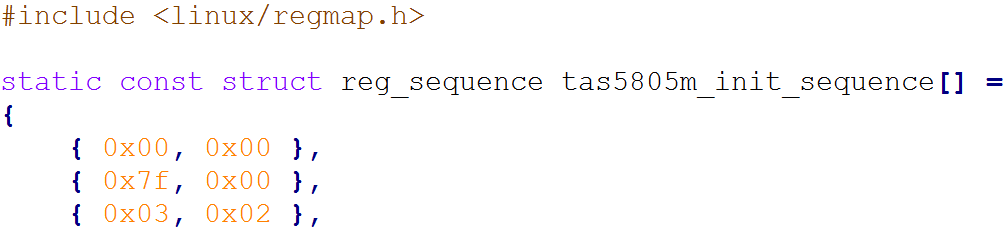 #include <linux/regmap.h>
static const struct reg_sequence tas5805m_init_sequence[] =
{
{ 0x00, 0x00 },
{ 0x7f, 0x00 },
{ 0x03, 0x02 },